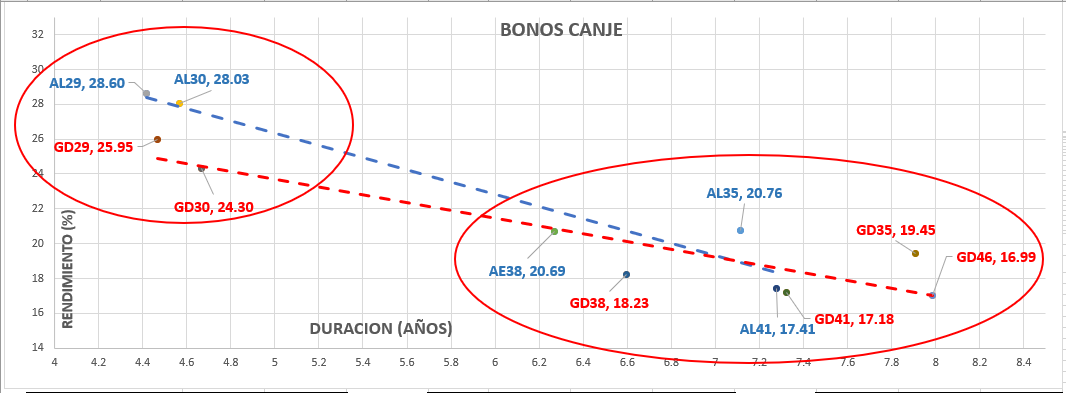 BONOS CANJE
32
30
28
26
24
22
20
18
16
14
RENDIMIENTO (%)
AL29, 28.60
AL30, 28.03
GD29, 25.95
GD30, 24.30
AL35, 20.76
GD35, 19.45
AE38, 20.69
GD46, 16.99
GD38, 18.23
GD41, 17.18
AL41, 17.41
DURACION (AÑOS)
4 4.2 4.4 4.6 4.8 5 5.2 5.4 5.6 5.8 6 6.2 6.4 6.6 6.8 7 7.2 7.4 7.6 7.8 8 8.2 8.4